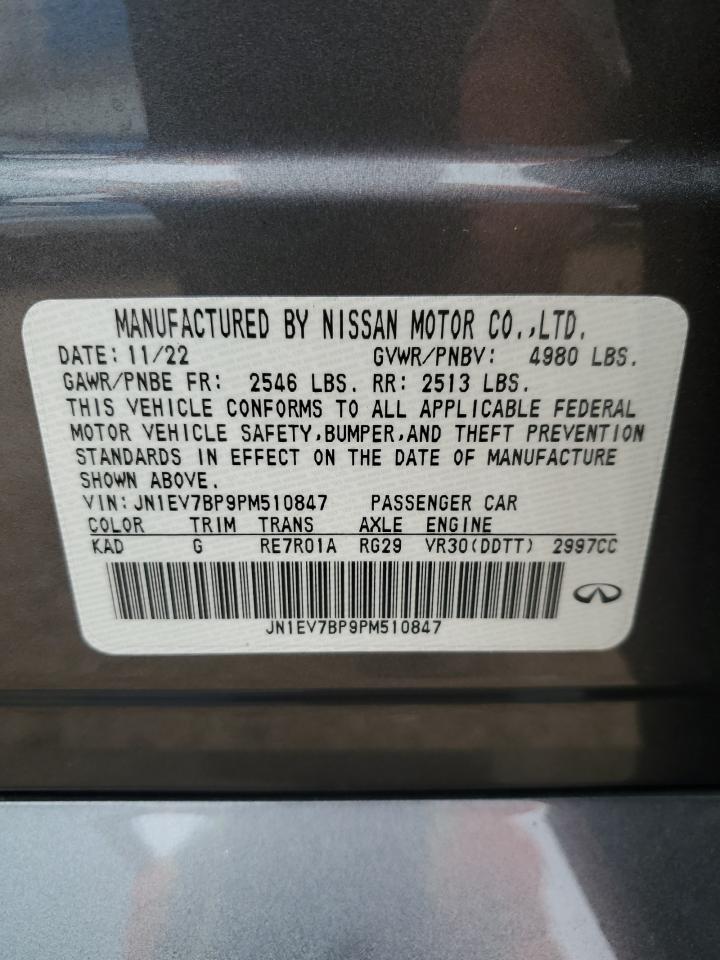 MANUFACTURED BY NISSAN MOTOR CO.,LTD.
DATE: 11/22 GVWR/PNBV: 4980 LBS.
GAWR/PNBE FR: 2546 LBS. RR: 2513 LBS.
THIS VEHICLE CONFORMS TO ALL APPLICABLE FEDERAL
MOTOR VEHICLE SAFETY,BUMPER,AND THEFT PREVENTION
STANDARDS IN EFFECT ON THE DATE OF MANUFACTURE
SHOWN ABOVE.
VIN: JN1EV7BP9PM510847 PASSENGER CAR
COLOR TRIM TRANS AXLE ENGINE
KAD G RE7R01A RG29 VR30(DDTT) 2997CC
JN1EV7BP9PM510847